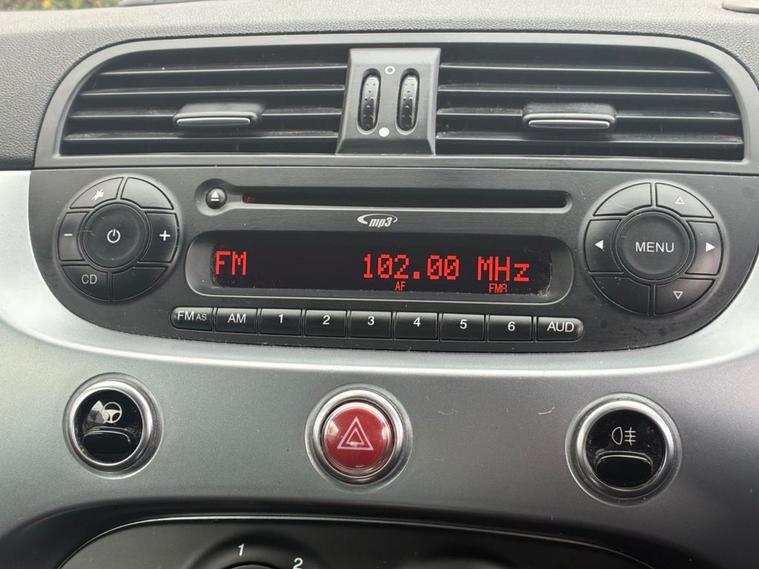 mp3
FM 102.00 MHz
AF FMR
- +
CD
MENU
FM AS AM 1 2 3 4 5 6 AUD
1 2